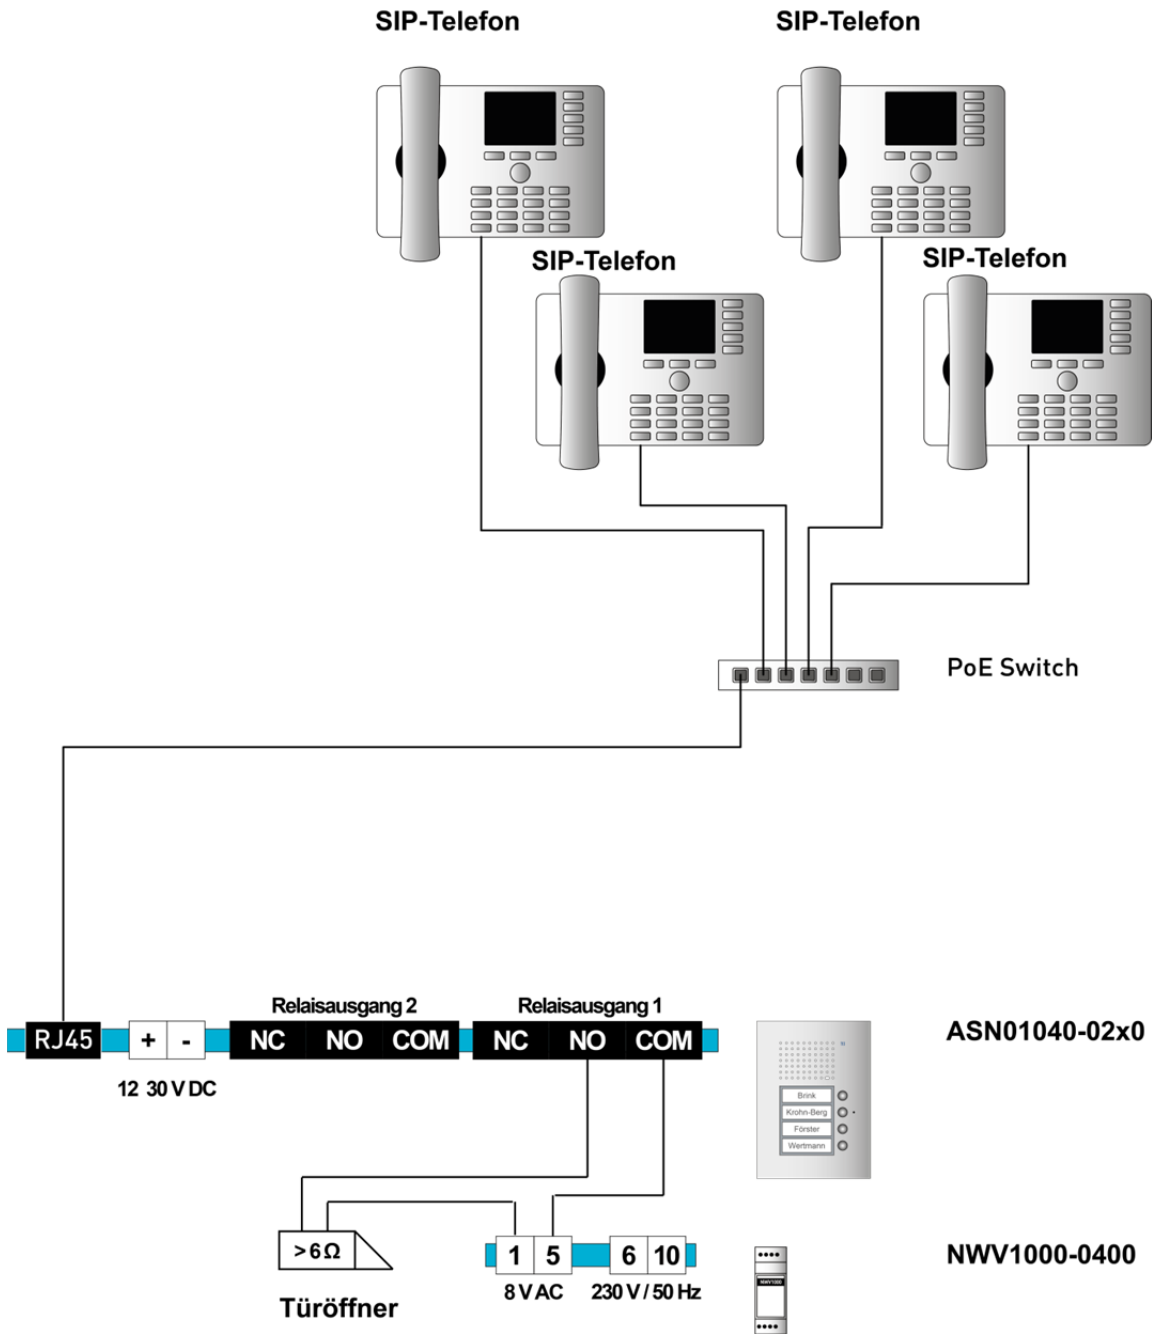 SIP-Telefon
SIP-Telefon
SIP-Telefon
SIP-Telefon
PoE Switch
Relaisausgang 2
Relaisausgang 1
RJ45 + - NC NO COM NC NO COM
12 30 V DC
ASN01040-02x0
Brink
Krohn-Berg
Förster
Wertmann
>6Ω
Türöffner
1 5 6 10
8 V AC
230 V / 50 Hz
NWV1000
NWV1000-0400